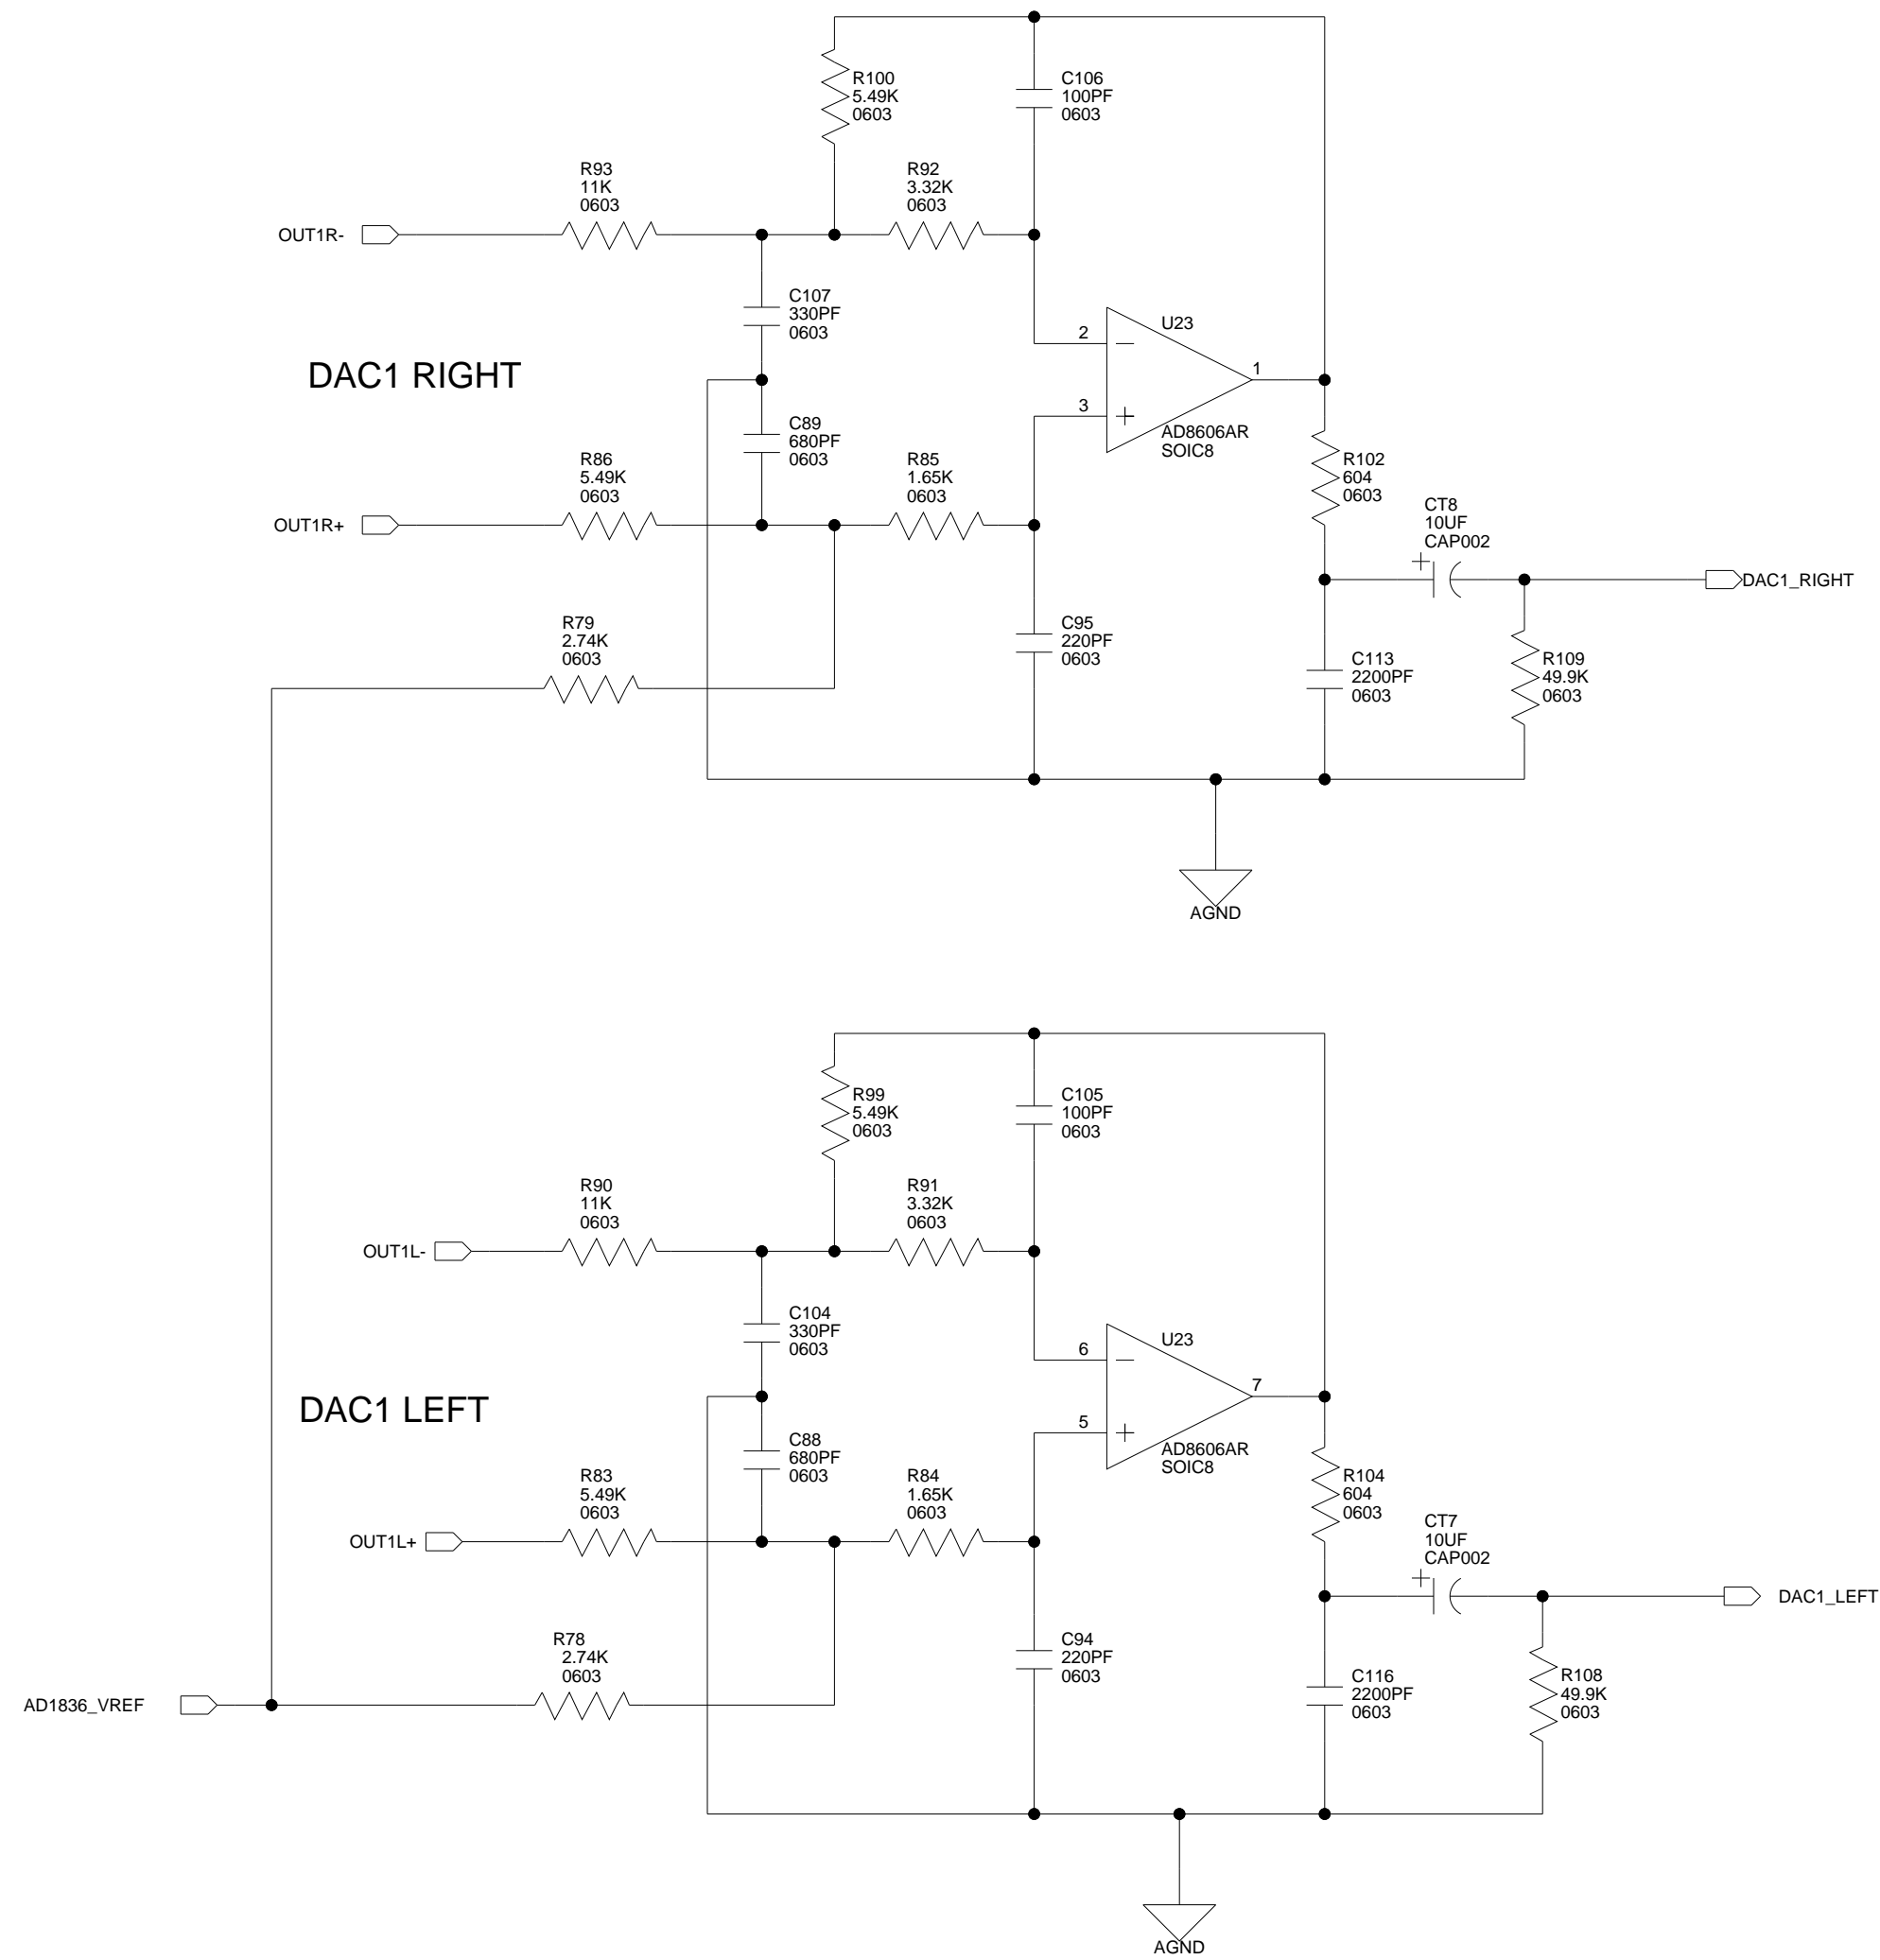 R100
5.49K
0603
C106
100PF
0603
R93
11K
0603
R92
3.32K
0603
OUT1R-
C107
330PF
0603
2
U23
DAC1 RIGHT
1
3
C89
680PF
0603
AD8606AR
SOIC8
R86
5.49K
0603
R85
1.65K
0603
R102
604
0603
OUT1R+
CT8
10UF
CAP002
+
DAC1_RIGHT
R79
2.74K
0603
C95
220PF
0603
C113
2200PF
0603
R109
49.9K
0603
AGND
R99
5.49K
0603
C105
100PF
0603
R90
11K
0603
R91
3.32K
0603
OUT1L-
C104
330PF
0603
6
U23
DAC1 LEFT
7
5
C88
680PF
0603
AD8606AR
SOIC8
R83
5.49K
0603
R84
1.65K
0603
R104
604
0603
OUT1L+
CT7
10UF
CAP002
+
DAC1_LEFT
R78
2.74K
0603
C94
220PF
0603
C116
2200PF
0603
R108
49.9K
0603
AD1836_VREF
AGND